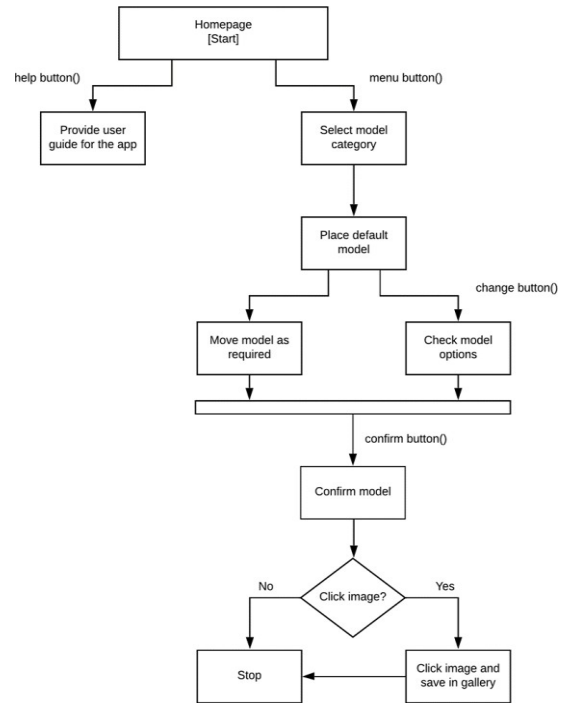 Homepage
[Start]
help button()
menu button()
Provide user
guide for the app
Select model
category
Place default
model
change button()
Move model as
required
Check model
options
confirm button()
Confirm model
No
Click image?
Yes
Stop
Click image and
save in gallery